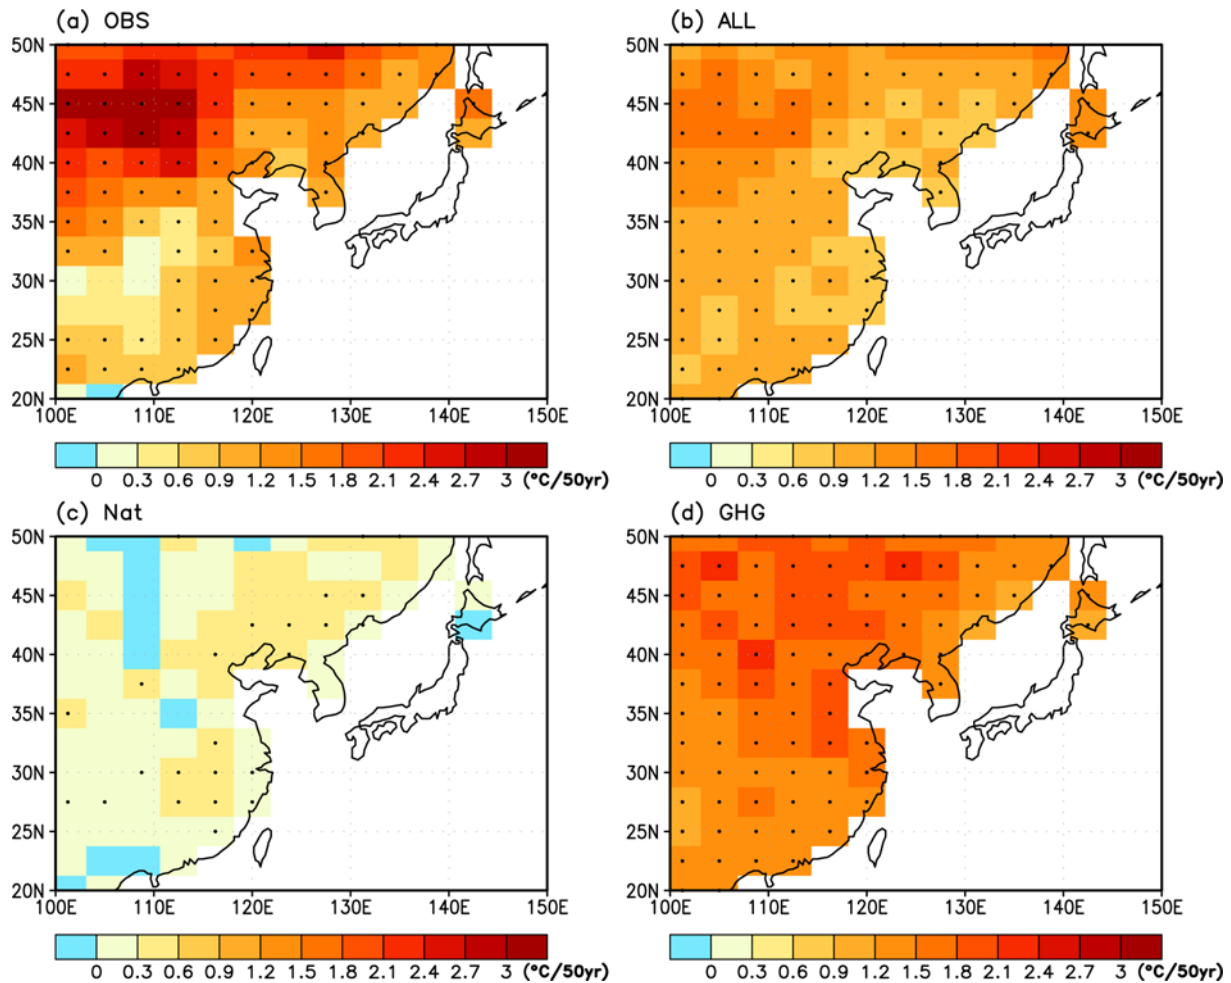 (a) OBS
(b) ALL
50N
45N
40N
35N
30N
25N
20N
100E 110E 120E 130E 140E 150E
0 0.3 0.6 0.9 1.2 1.5 1.8 2.1 2.4 2.7 3 (°C/50yr)
50N
45N
40N
35N
30N
25N
20N
100E 110E 120E 130E 140E 150E
0 0.3 0.6 0.9 1.2 1.5 1.8 2.1 2.4 2.7 3 (°C/50yr)
(c) Nat
(d) GHG
50N
45N
40N
35N
30N
25N
20N
100E 110E 120E 130E 140E 150E
0 0.3 0.6 0.9 1.2 1.5 1.8 2.1 2.4 2.7 3 (°C/50yr)
50N
45N
40N
35N
30N
25N
20N
100E 110E 120E 130E 140E 150E
0 0.3 0.6 0.9 1.2 1.5 1.8 2.1 2.4 2.7 3 (°C/50yr)